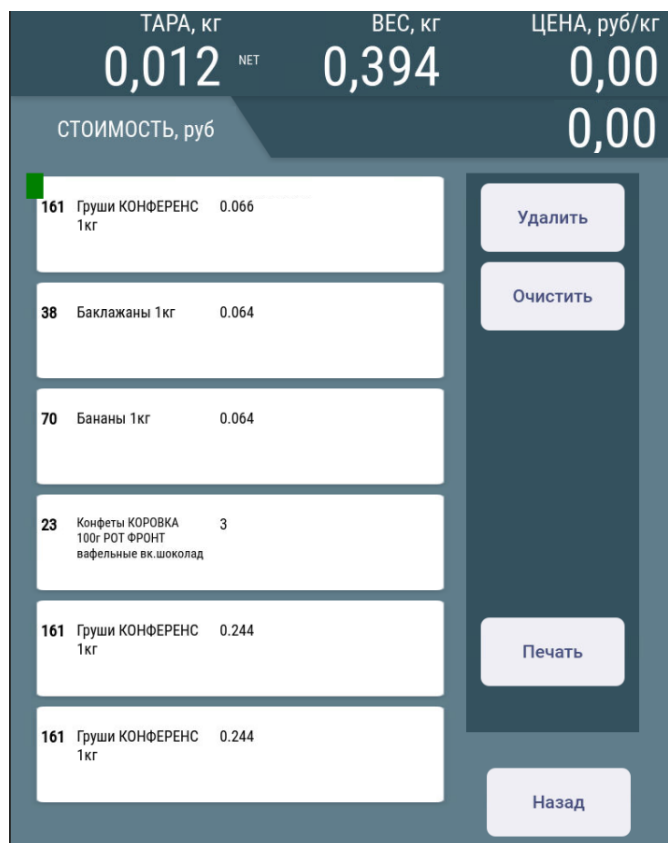 ТАРА, кг ВЕС, кг ЦЕНА, руб/кг
0,012 NET 0,394 0,00
СТОИМОСТЬ, руб 0,00
161 Груши КОНФЕРЕНС 0.066
1кг
Удалить
Очистить
38 Баклажаны 1кг 0.064
70 Бананы 1кг 0.064
23 Конфеты КОРОВКА 3
100г РОТ ФРОНТ
вафельные вк.шоколад
161 Груши КОНФЕРЕНС 0.244
1кг
Печать
161 Груши КОНФЕРЕНС 0.244
1кг
Назад